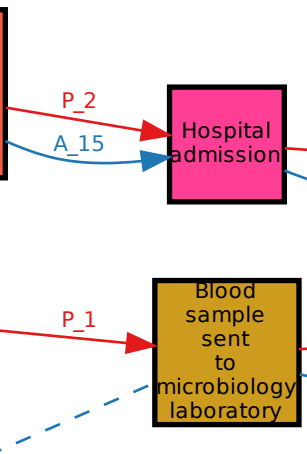 P_2
A_15
Hospital
admission
P_1
Blood
sample
sent
to
microbiology
laboratory